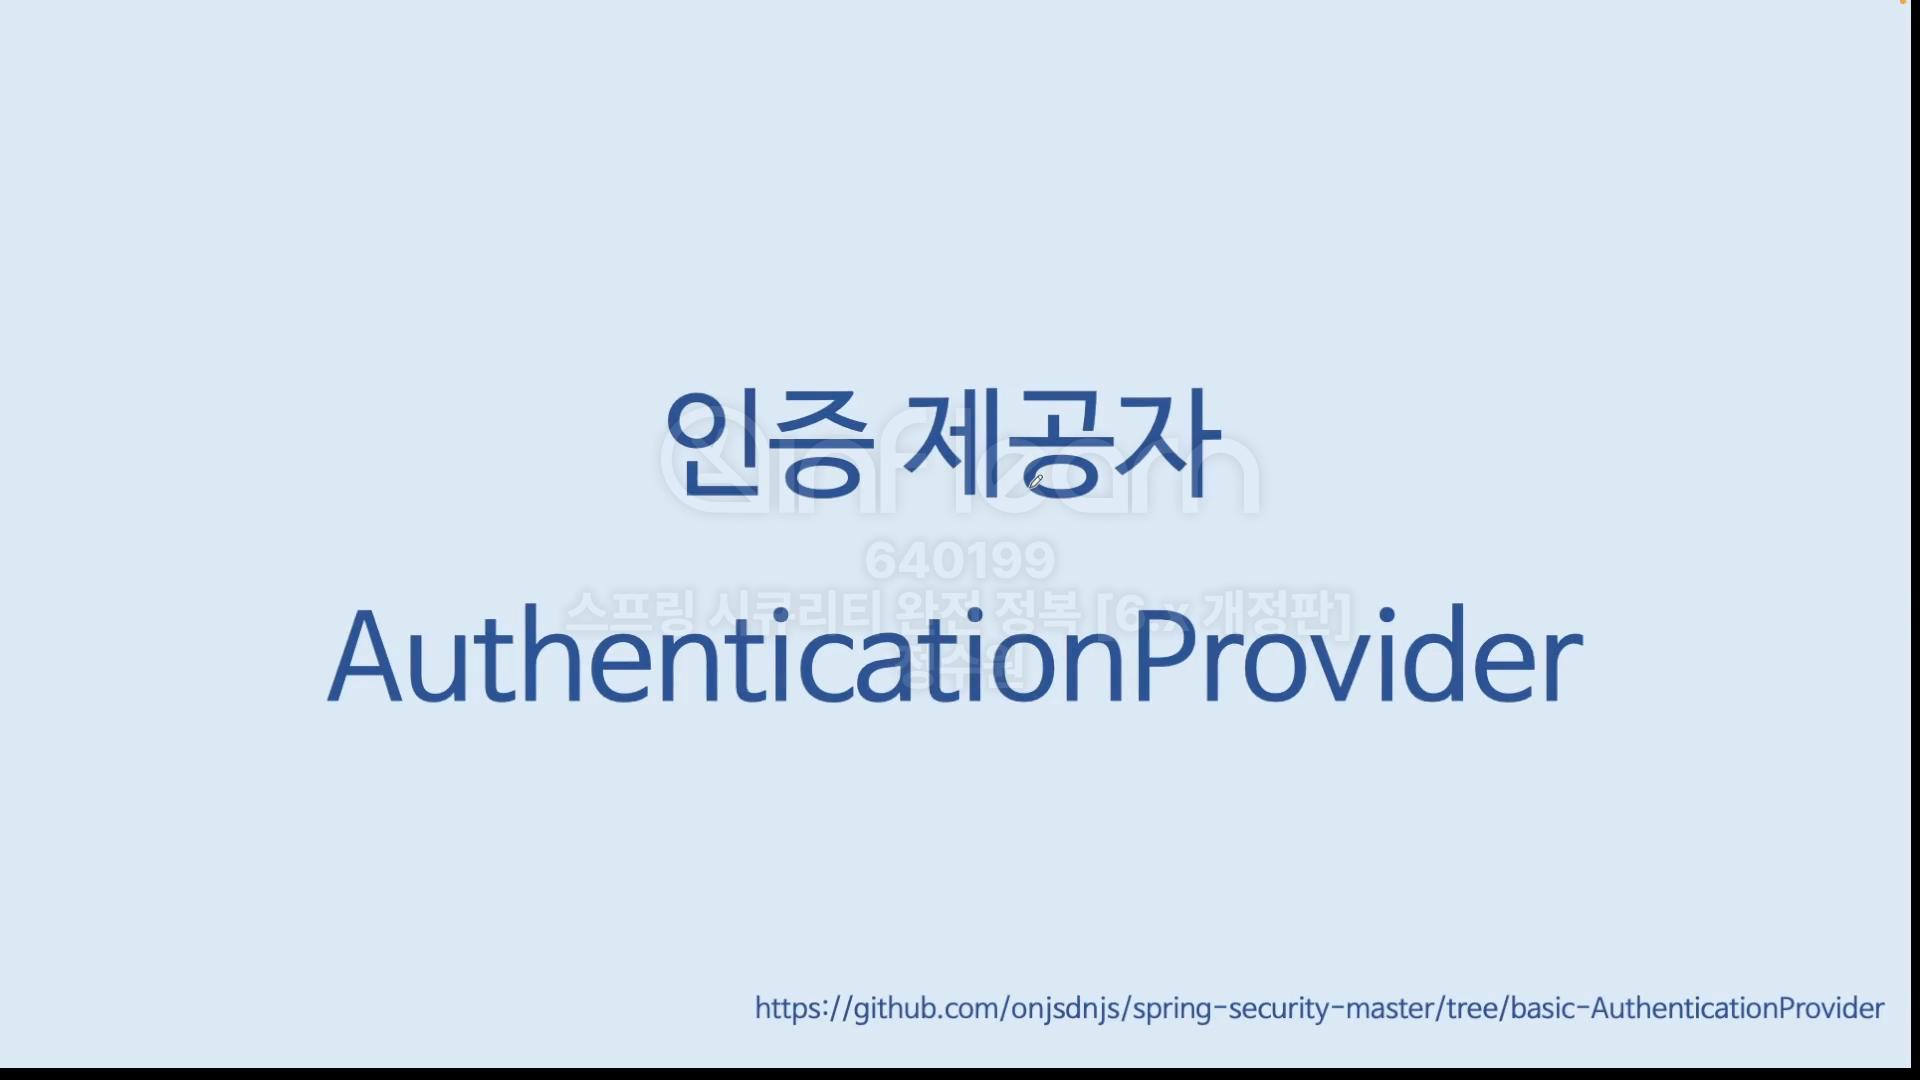 인증 제공자
inflearn
640199
스프링 시큐리티 완전 정복 [6.x 개정판]
정수원
AuthenticationProvider
https://github.com/onjsdnjs/spring-security-master/tree/basic-AuthenticationProvider